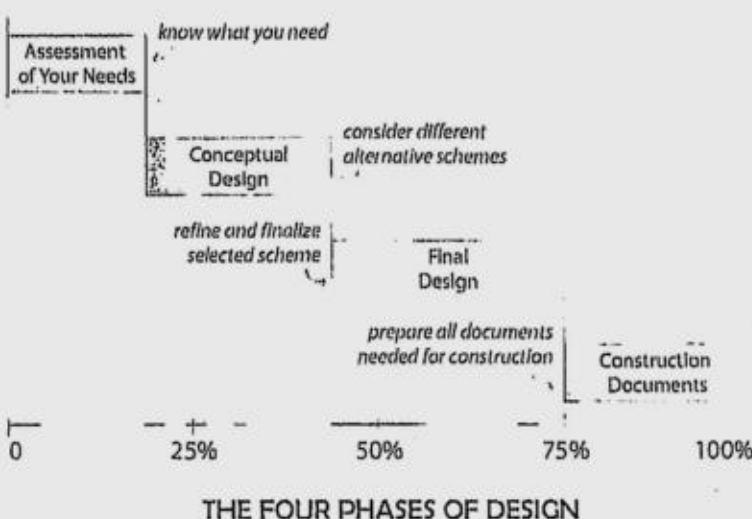 know what you need
Assessment
of Your Needs
consider different
alternative schemes
Conceptual
Design
refine and finalize
selected scheme
Final
Design
prepare all documents
needed for construction
Construction
Documents
0 25% 50% 75% 100%
THE FOUR PHASES OF DESIGN